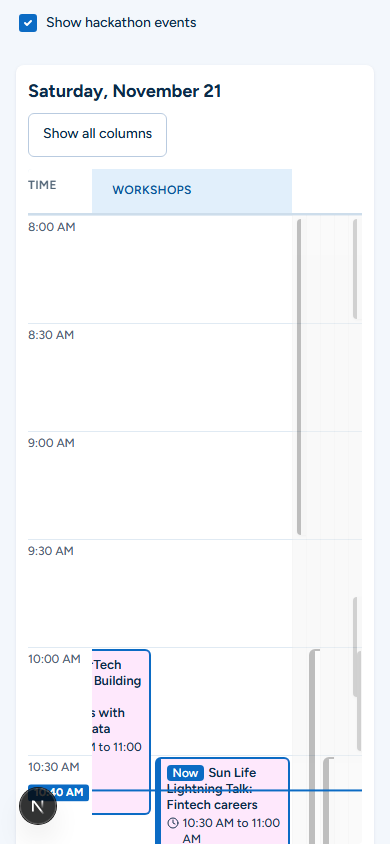 Show hackathon events
Saturday, November 21
Show all columns
TIME
WORKSHOPS
8:00 AM
8:30 AM
9:00 AM
9:30 AM
10:00 AM
Tech
Building
s with
ata
to 11:00
10:30 AM
Now Sun Life
Lightning Talk:
Fintech careers
10:30 AM to 11:00
AM
:40 AM
N